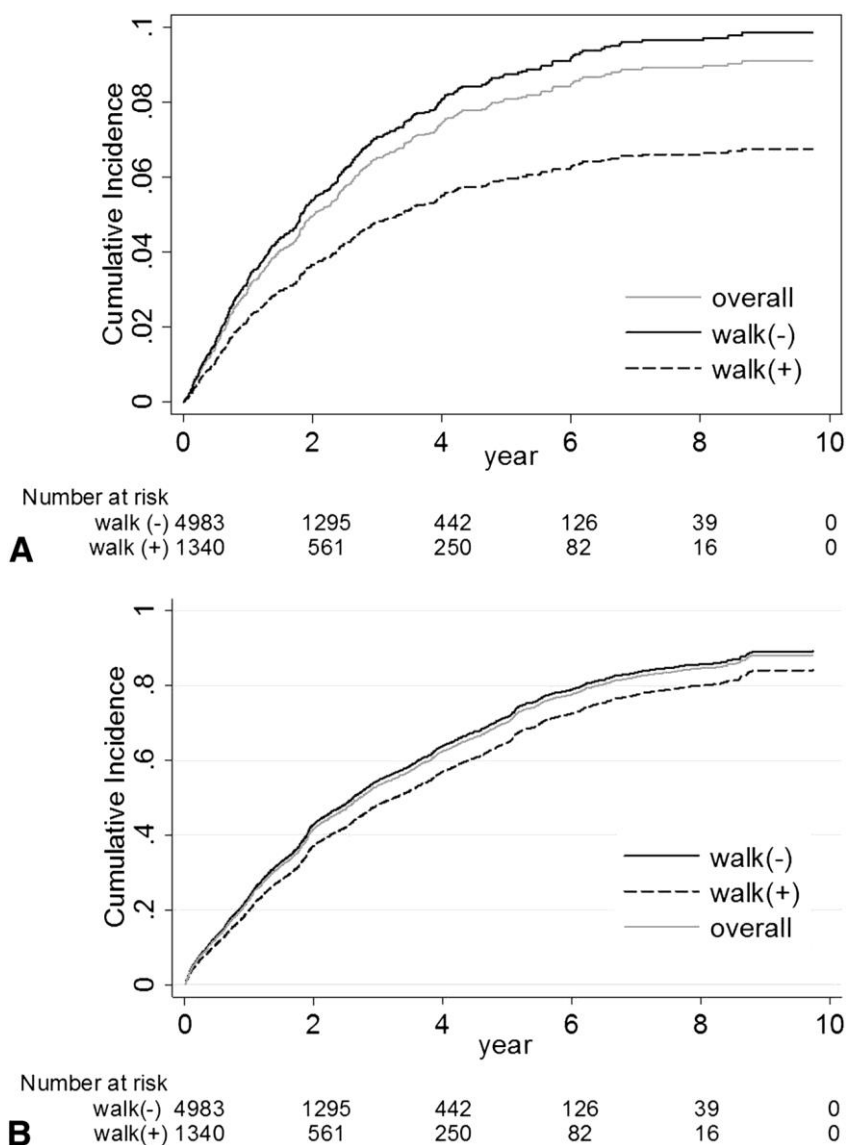 .1
.08
.06
.04
.02
0
Cumulative Incidence
overall
walk(-)
walk(+)
0 2 4 6 8 10
year
Number at risk
walk (-) 4983 1295 442 126 39 0
walk (+) 1340 561 250 82 16 0
A
1
.8
.6
.4
.2
0
Cumulative Incidence
walk(-)
walk(+)
overall
0 2 4 6 8 10
year
Number at risk
walk(-) 4983 1295 442 126 39 0
walk(+) 1340 561 250 82 16 0
B